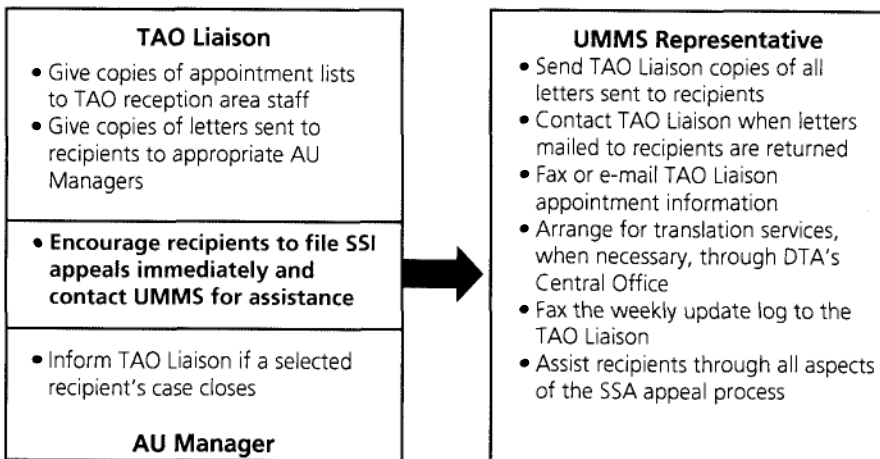 TAO Liaison
• Give copies of appointment lists
to TAO reception area staff
• Give copies of letters sent to
recipients to appropriate AU
Managers
• Encourage recipients to file SSI
appeals immediately and
contact UMMS for assistance
• Inform TAO Liaison if a selected
recipient's case closes
AU Manager
UMMS Representative
• Send TAO Liaison copies of all
letters sent to recipients
• Contact TAO Liaison when letters
mailed to recipients are returned
• Fax or e-mail TAO Liaison
appointment information
• Arrange for translation services,
when necessary, through DTA's
Central Office
• Fax the weekly update log to the
TAO Liaison
• Assist recipients through all aspects
of the SSA appeal process